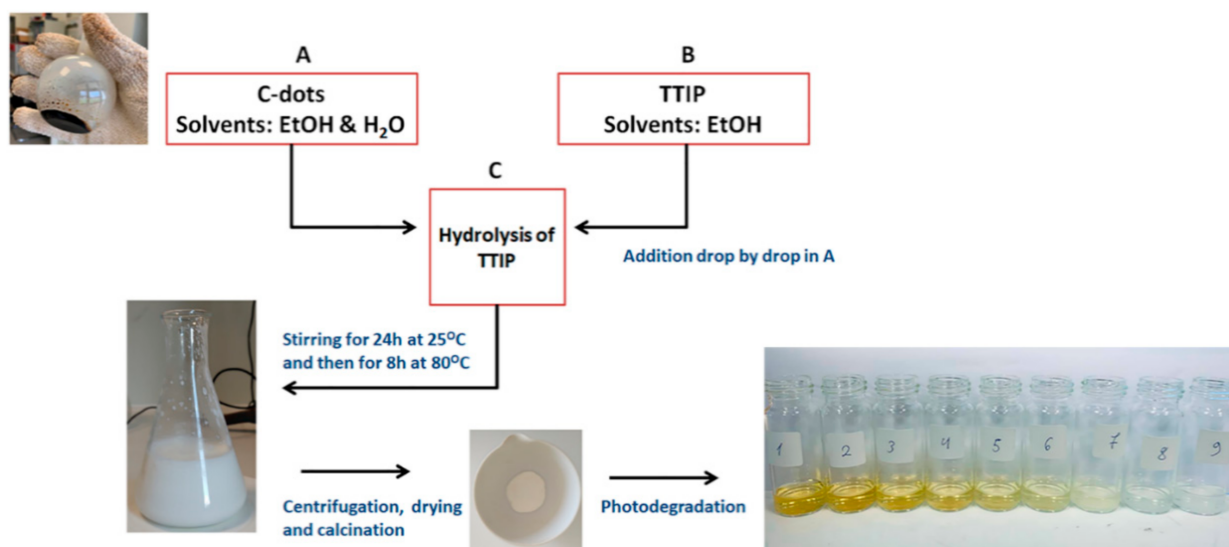 A
C-dots
Solvents: EtOH & H₂O
B
TTIP
Solvents: EtOH
C
Hydrolysis of
TTIP
Addition drop by drop in A
Stirring for 24h at 25⁰C
and then for 8h at 80⁰C
Centrifugation, drying
and calcination
Photodegradation
1 2 3 4 5 6 7 8 9